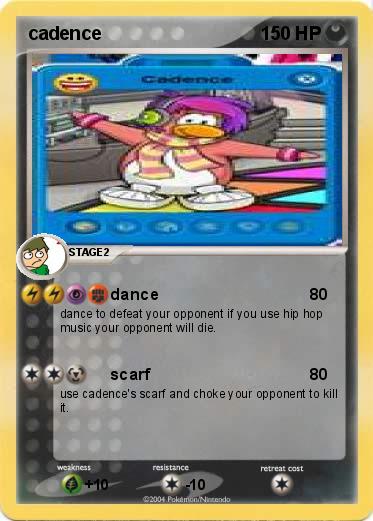 cadence 150 HP
Cadence
STAGE2
dance 80
dance to defeat your opponent if you use hip hop
music your opponent will die.
scarf 80
use cadence's scarf and choke your opponent to kill
it.
weakness resistance retreat cost
+10 -10
©2004 Pokémon/Nintendo